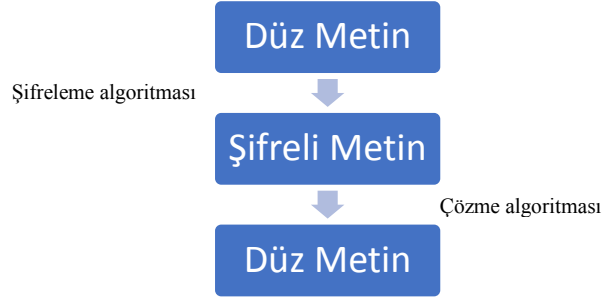 Düz Metin
Şifreleme algoritması
Şifreli Metin
Çözme algoritması
Düz Metin